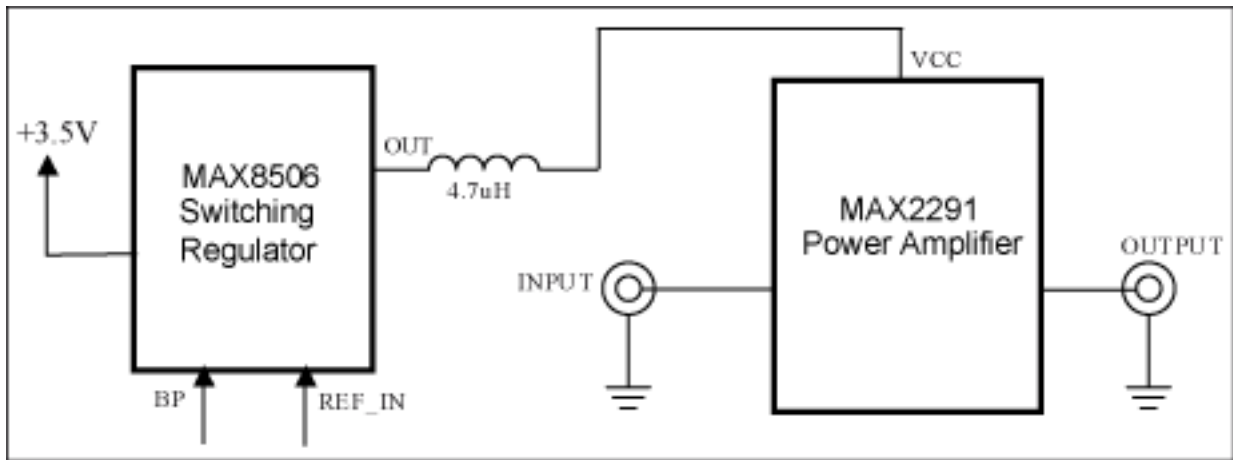 +3.5V
MAX8506
Switching
Regulator
BP
REF_IN
OUT
4.7uH
VCC
MAX2291
Power Amplifier
INPUT
OUTPUT